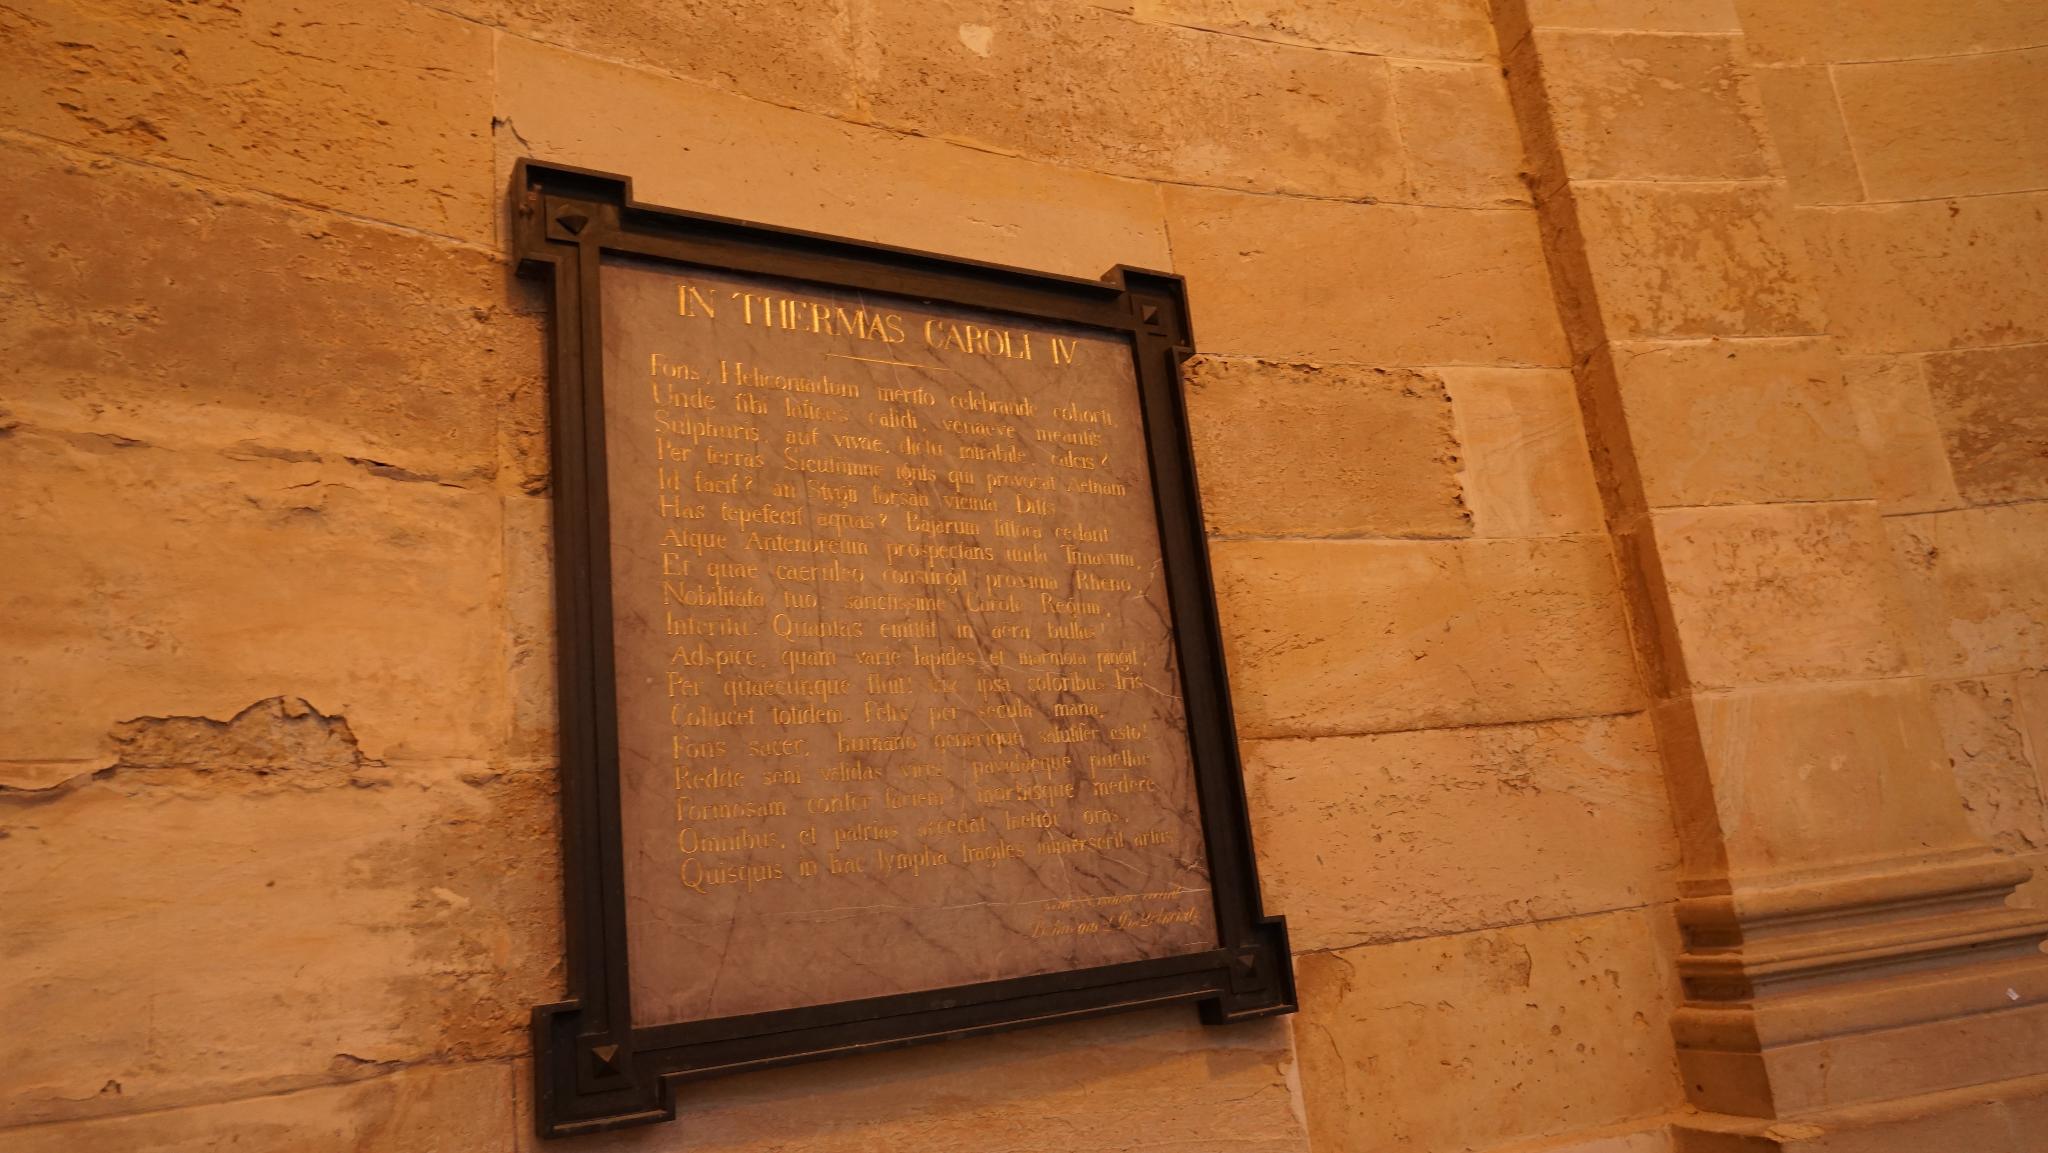 IN THERMAS CAROLI IV.
Fons, Heliconiadum merito celebrande cohorti,
Unde tibi latices calidi, venaeve meantis
Sulphuris, aut vivae, dictu mirabile, calcis?
Per terras Siculumne ignis qui provocat Aetnam
Id facit? an Stygii forsan vicinia Ditis
Has tepefecit aquas? Bajarum littora cedant
Atque Antenoreum prospectans unda Timavum,
Et quae caeruleo consurgit proxima Rheno,
Nobilitata tuo, sanctissime Carole Regum,
Interitu. Quantas emittit in aëra bullas!
Adspice, quam varie lapides et marmora pingit,
Per quaecunque fluit! vix ipsa coloribus Iris
Collucet totidem. Felix per secula mana,
Fons sacer, humano generique salutifer esto!
Redde seni validas vires! pavidaeque puellae
Formosam confer faciem! morbisque medere
Omnibus, et patrias accedat laetior oras,
Quisquis in hac lympha fragiles immerserit artus